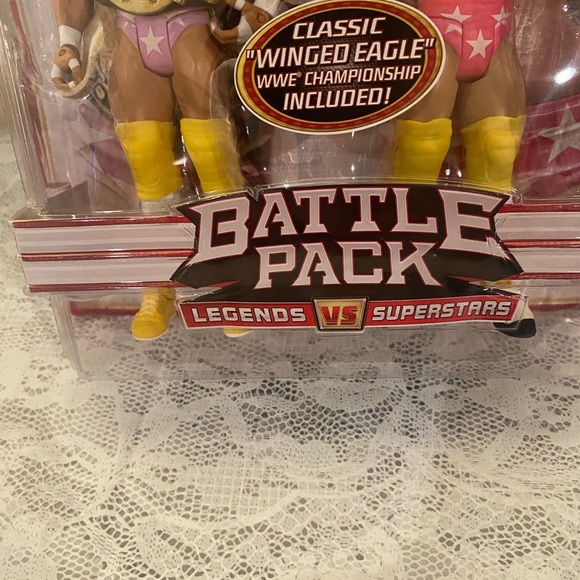 CLASSIC
"WINGED EAGLE"
WWE® CHAMPIONSHIP
INCLUDED!
BATTLE
PACK
LEGENDS VS SUPERSTARS